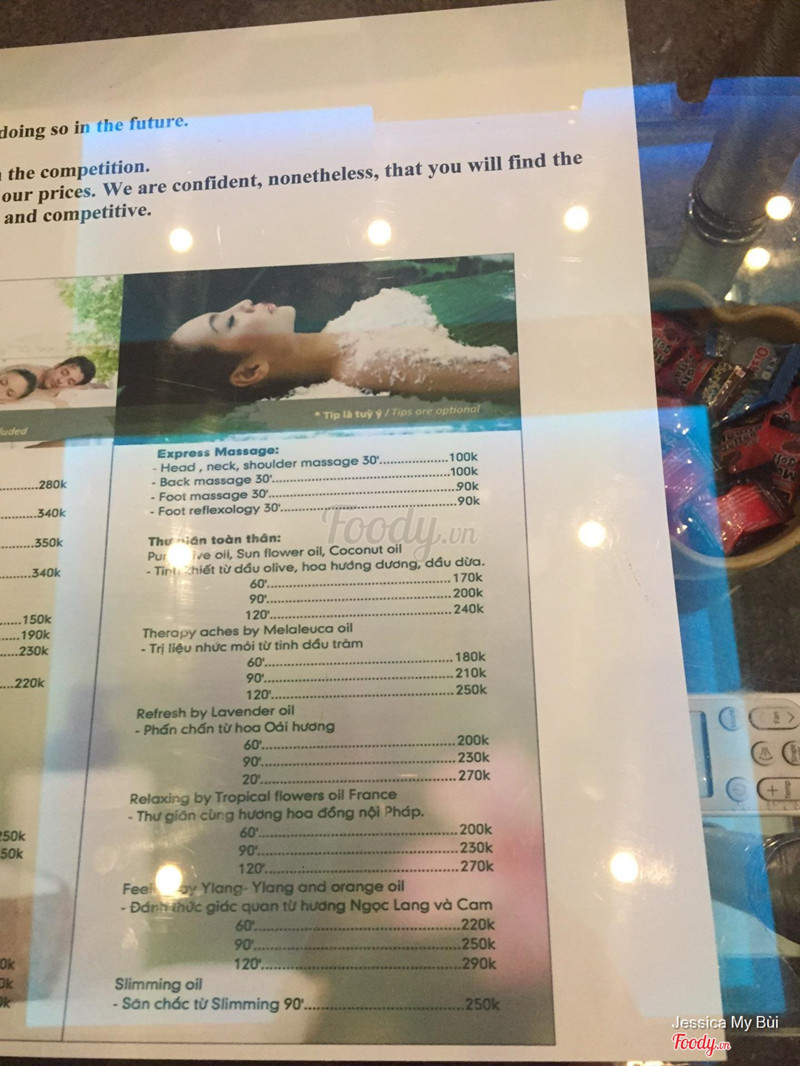 doing so in the future.
the competition.
our prices. We are confident, nonetheless, that you will find the
and competitive.
* Tip là tuỳ ý / Tips are optional
Express Massage:
- Head , neck, shoulder massage 30'....................100k
- Back massage 30'....................100k
- Foot massage 30'....................90k
- Foot reflexology 30'....................90k
280k
340k
350k
340k
150k
190k
230k
220k
Foody.vn
Thư giãn toàn thân:
oil, Sun flower oil, Coconut oil
khiết từ dầu olive, hoa hướng dương, dầu dừa.
60'....................170k
90'....................200k
120'....................240k
Therapy aches by Melaleuca oil
- Trị liệu nhức mỏi từ tinh dầu tràm
60'....................180k
90'....................210k
120'....................250k
Refresh by Lavender oil
- Phấn chấn từ hoa Oải hương
60'....................200k
90'....................230k
20'....................270k
Relaxing by Tropical flowers oil France
- Thư giãn cùng hương hoa đồng nội Pháp.
60'....................200k
90'....................230k
120'....................270k
50k
50k
Ylang- Ylang and orange oil
- Đánh thức giác quan từ hương Ngọc Lang và Cam
60'....................220k
90'....................250k
120'....................290k
Slimming oil
- Săn chắc từ Slimming 90'....................250k
Jessica My Bùi
Foody.vn